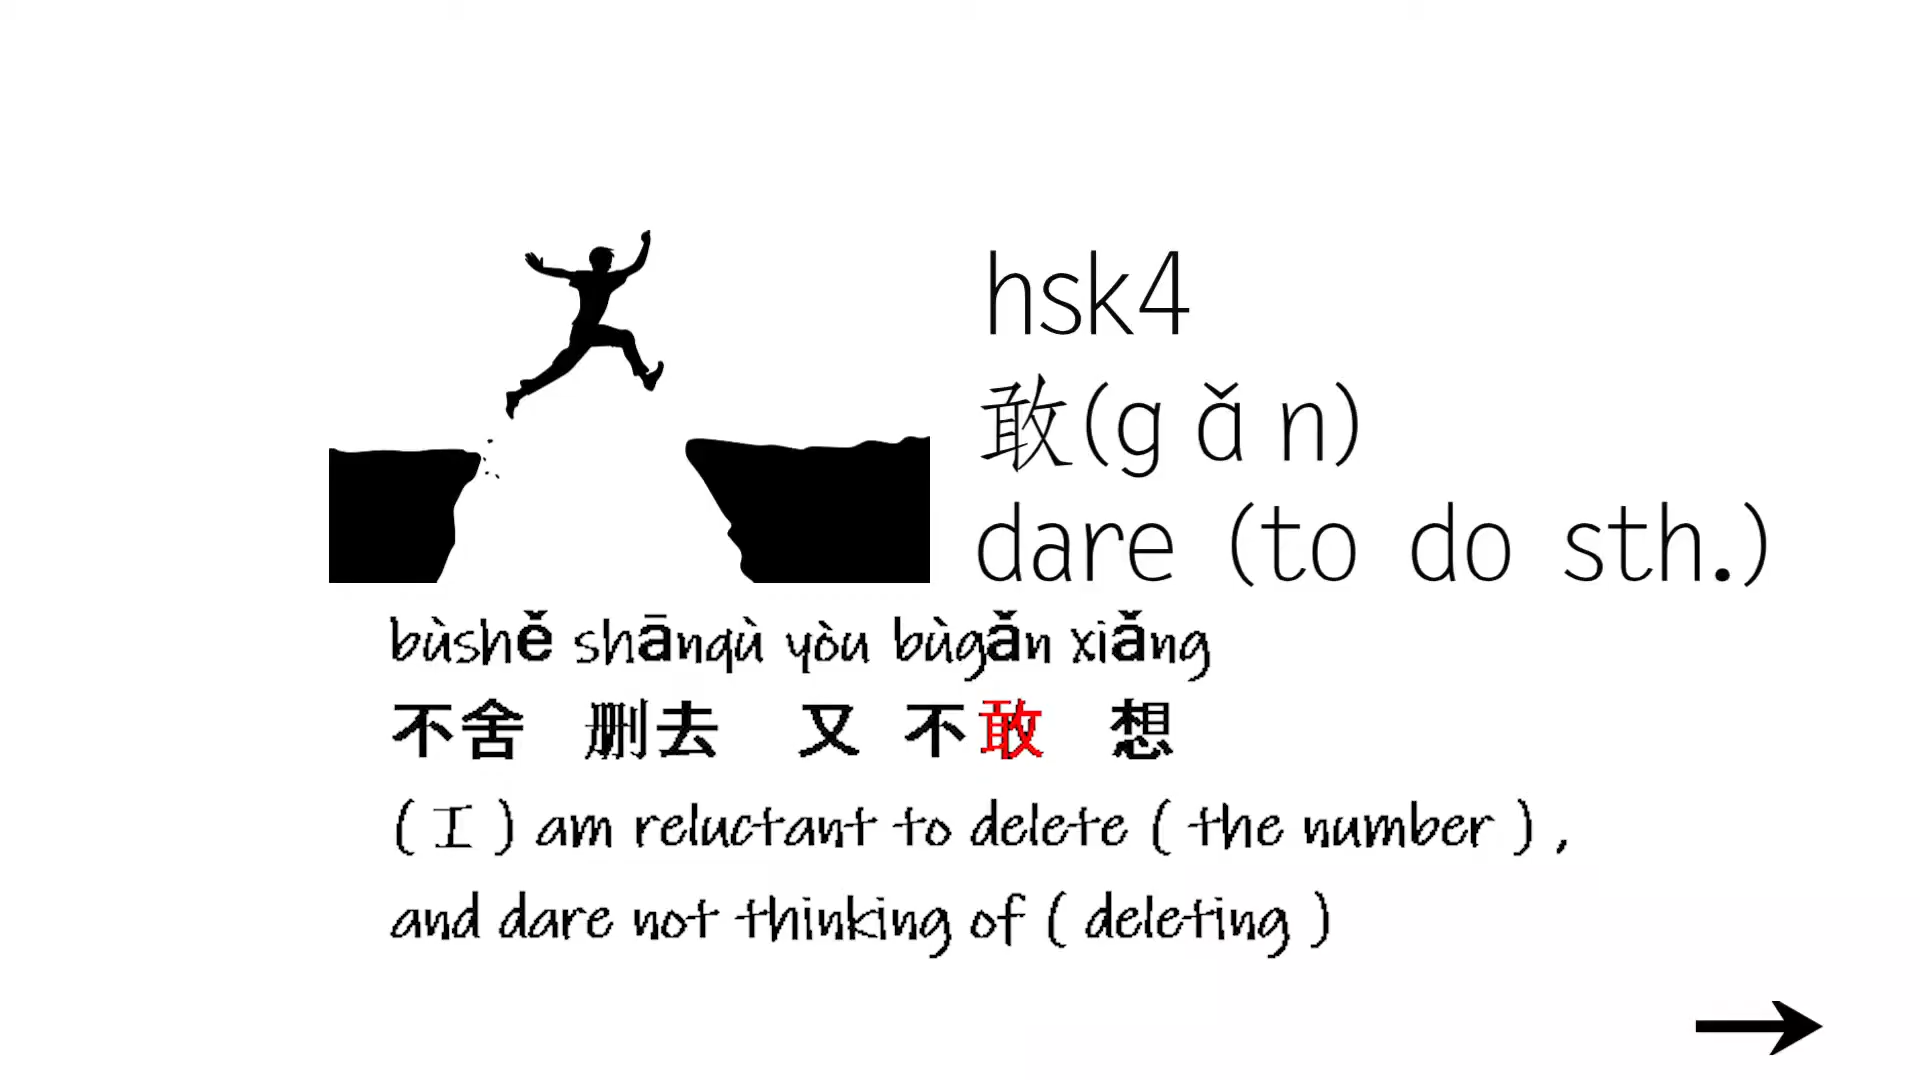 hsk4
敢(gǎn)
dare (to do sth.)
bùshě shānqù yòu bùgǎn xiǎng
不舍 删去 又 不敢 想
( I ) am reluctant to delete ( the number ) ,
and dare not thinking of ( deleting )